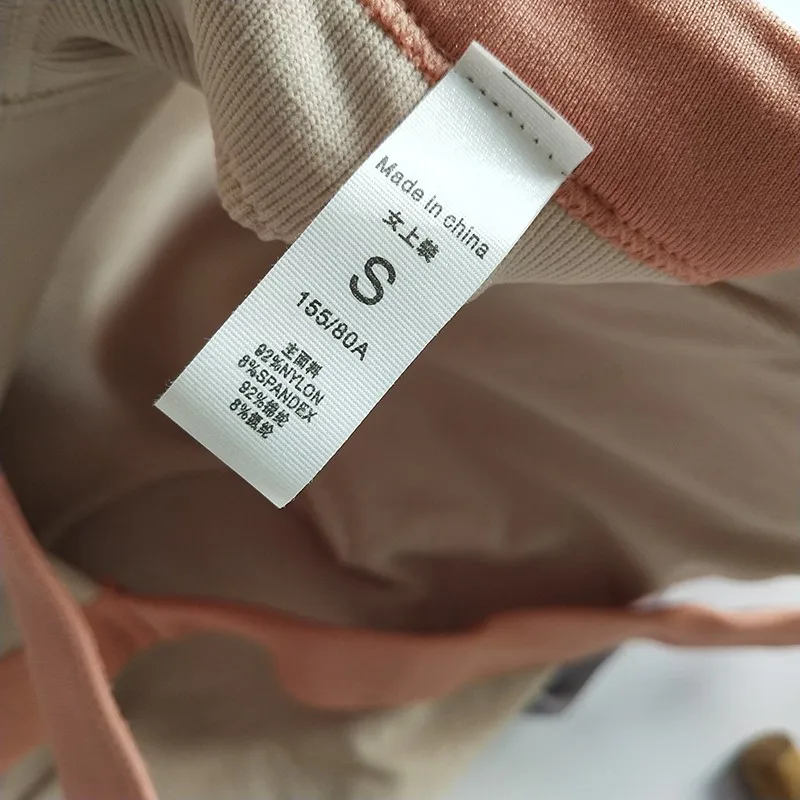 Made in china
女上装
S
155/80A
主面料
92%NYLON
8%SPANDEX
92%锦纶
8%氨纶